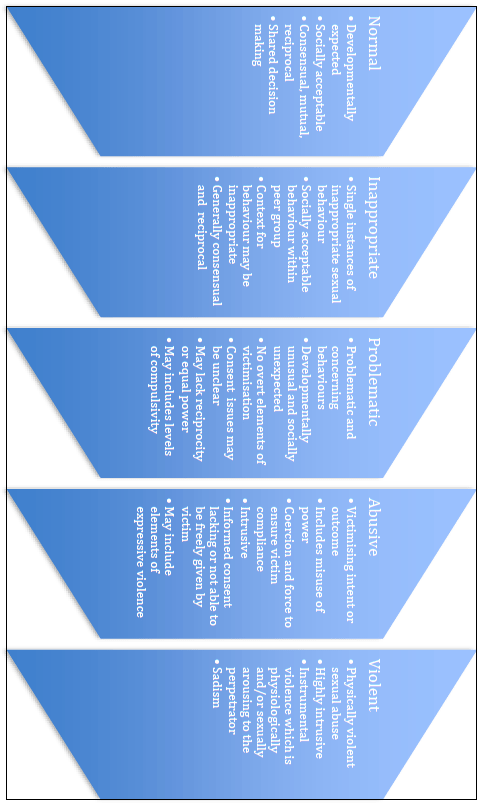 Normal
• Developmentally
expected
• Socially acceptable
• Consensual, mutual,
reciprocal
• Shared decision
making
Inappropriate
• Single instances of
inappropriate sexual
behaviour
• Socially acceptable
behaviour within
peer group
• Context for
behaviour may be
inappropriate
• Generally consensual
and reciprocal
Problematic
• Problematic and
concerning
behaviours
• Developmentally
unusual and socially
unexpected
• No overt elements of
victimisation
• Consent issues may
be unclear
• May lack reciprocity
or equal power
• May includes levels
of compulsivity
Abusive
• Victimising intent or
outcome
• Includes misuse of
power
• Coercion and force to
ensure victim
compliance
• Intrusive
• Informed consent
lacking or not able to
be freely given by
victim
• May include
elements of
expressive violence
Violent
• Physically violent
sexual abuse
• Highly intrusive
• Instrumental
violence which is
physiologically
and/or sexually
arousing to the
perpetrator
• Sadism